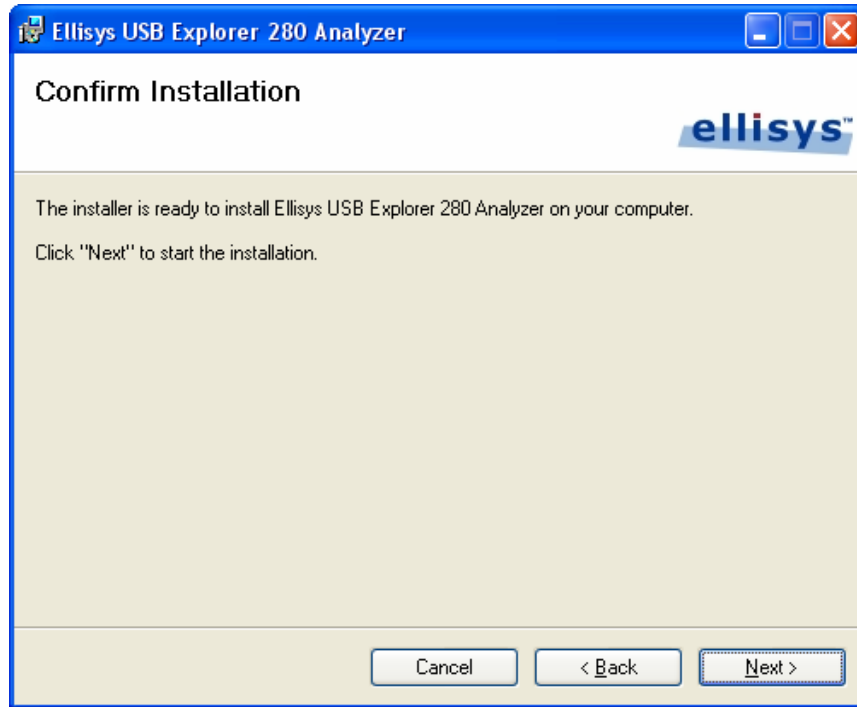 Ellisys USB Explorer 280 Analyzer
Confirm Installation
ellisys™
The installer is ready to install Ellisys USB Explorer 280 Analyzer on your computer.
Click "Next" to start the installation.
Cancel
< Back
Next >